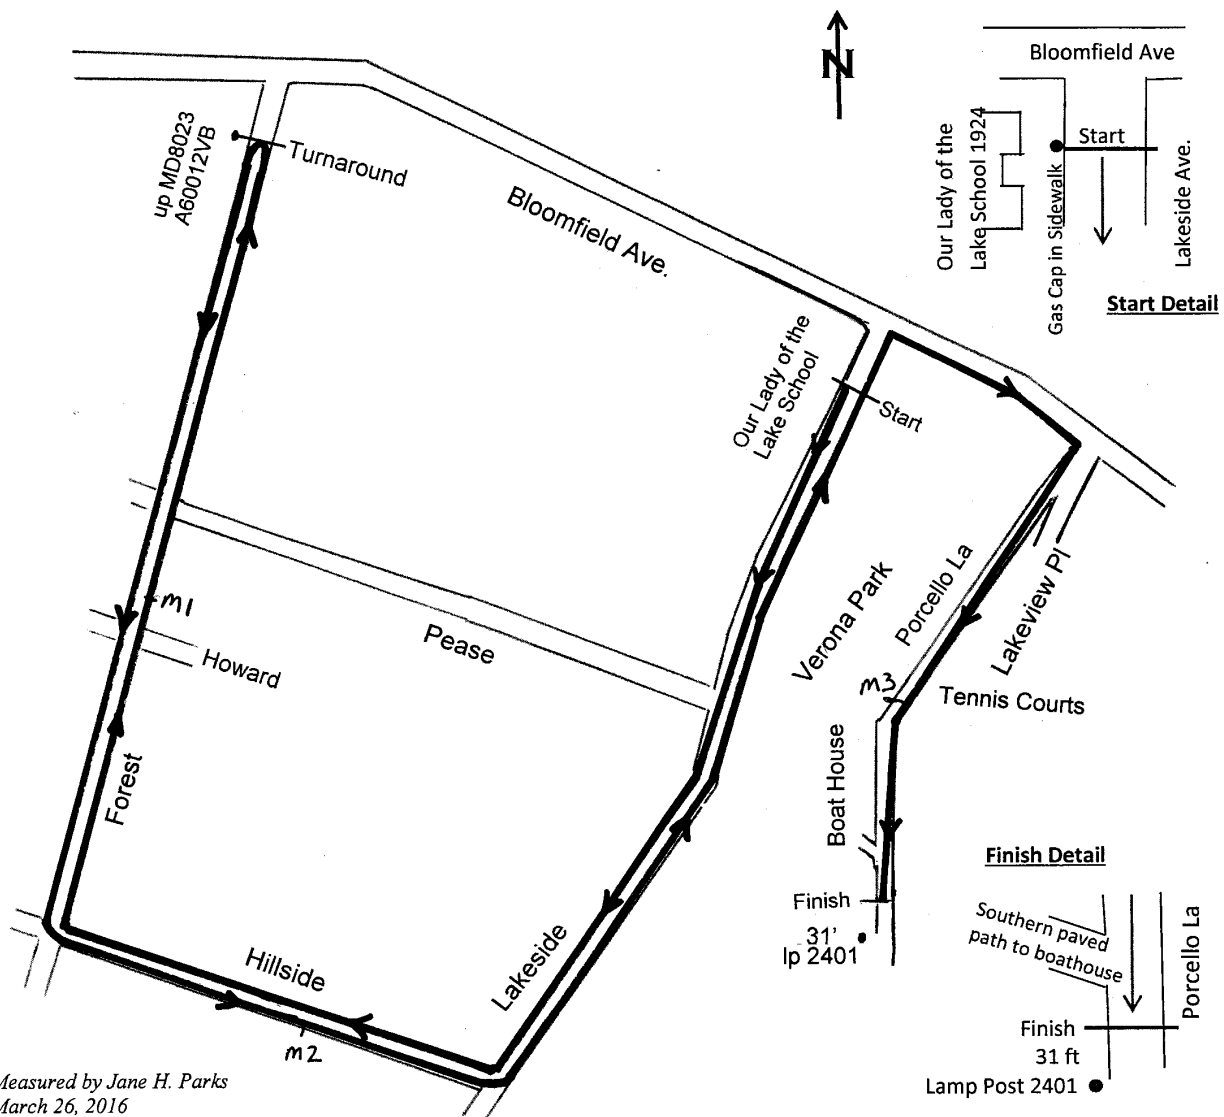 N
Bloomfield Ave
Start
Our Lady of the
Lake School 1924
Gas Cap in Sidewalk
Lakeside Ave.
Start Detail
up MD8023
A60012VB
Turnaround
Bloomfield Ave.
Our Lady of the
Lake School
Start
M1
Howard
Pease
Forest
Verona Park
Porcello La
Lakeview Pl
M3
Tennis Courts
Boat House
Finish
31'
lp 2401
Hillside
Lakeside
M2
Finish Detail
Southern paved
path to boathouse
Porcello La
Finish
31 ft
Lamp Post 2401
Measured by Jane H. Parks
March 26, 2016